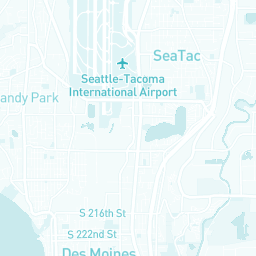 SeaTac
Seattle-Tacoma
International Airport
andy Park
S 216th St
S 222nd St
Des Moines